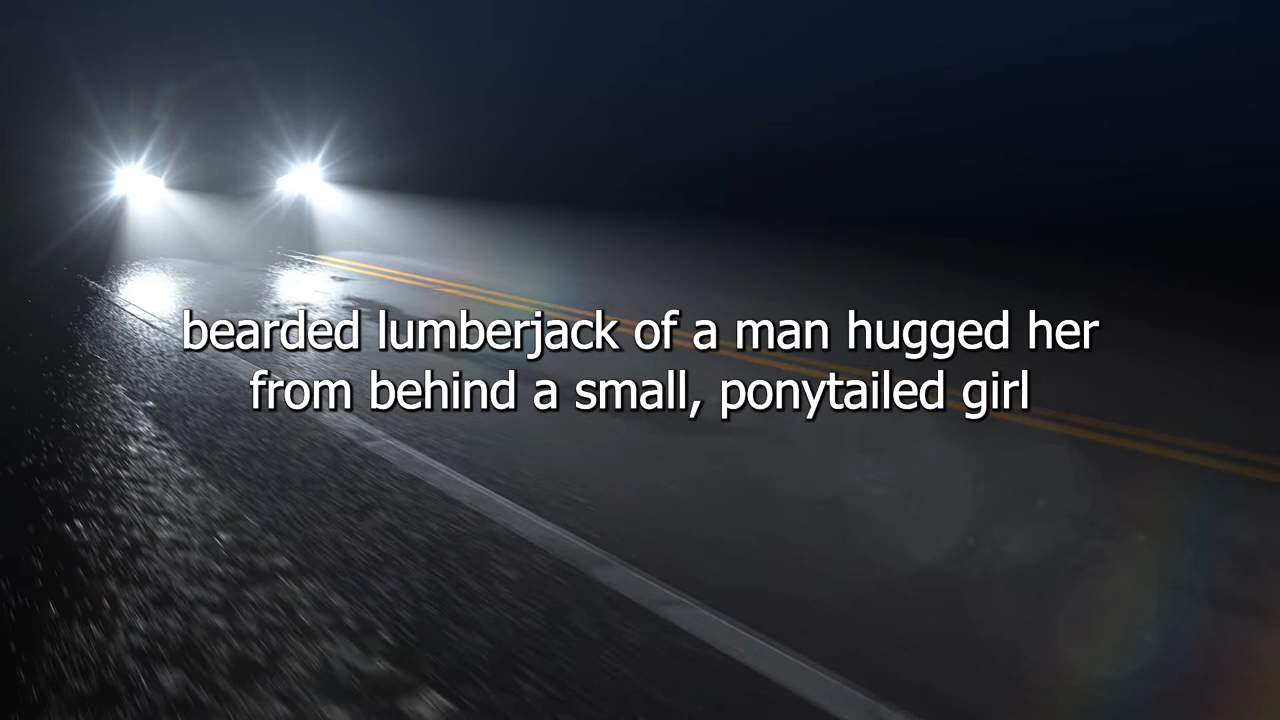 bearded lumberjack of a man hugged her
from behind a small, ponytailed girl